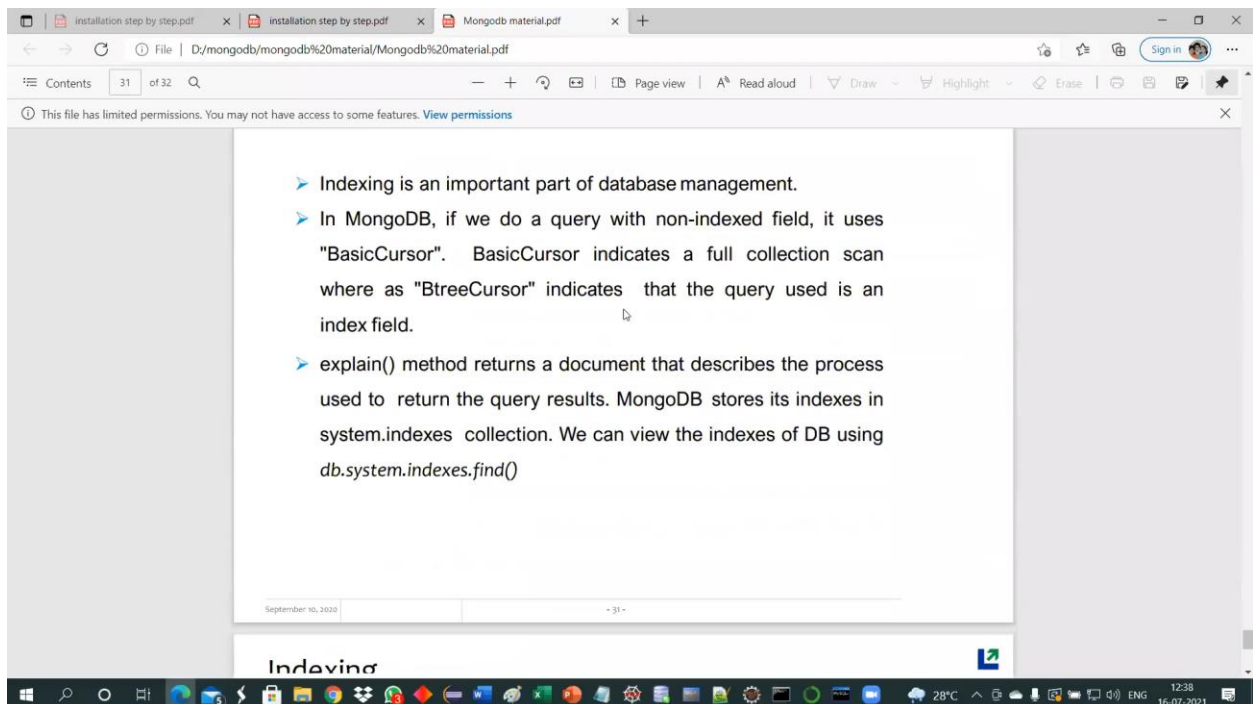 installation step by step.pdf
installation step by step.pdf
Mongodb material.pdf
File | D:/mongodb/mongodb%20material/Mongodb%20material.pdf
Sign in
Contents 31 of 32
Page view
Read aloud
Draw
Highlight
Erase
This file has limited permissions. You may not have access to some features. View permissions
Indexing is an important part of database management.
In MongoDB, if we do a query with non-indexed field, it uses
"BasicCursor". BasicCursor indicates a full collection scan
where as "BtreeCursor" indicates that the query used is an
index field.
explain() method returns a document that describes the process
used to return the query results. MongoDB stores its indexes in
system.indexes collection. We can view the indexes of DB using
db.system.indexes.find()
September 10, 2020
- 31 -
Indexing
28°C
ENG
12:38
16-07-2021